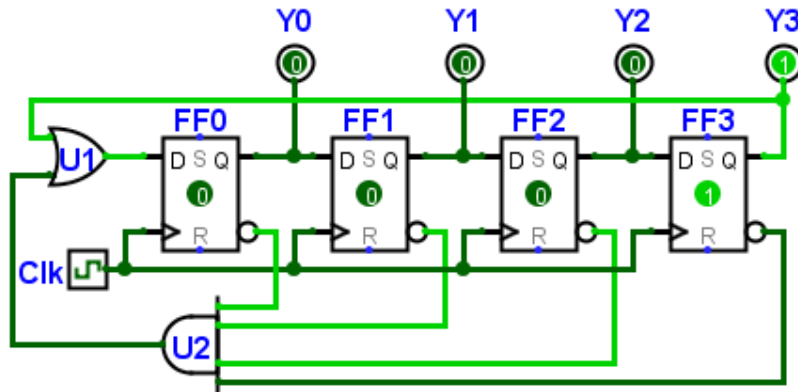 Y0 Y1 Y2 Y3
0 0 0 1
FF0 FF1 FF2 FF3
U1 D S Q D S Q D S Q D S Q
0 0 0 1
R R R R
Clk
U2